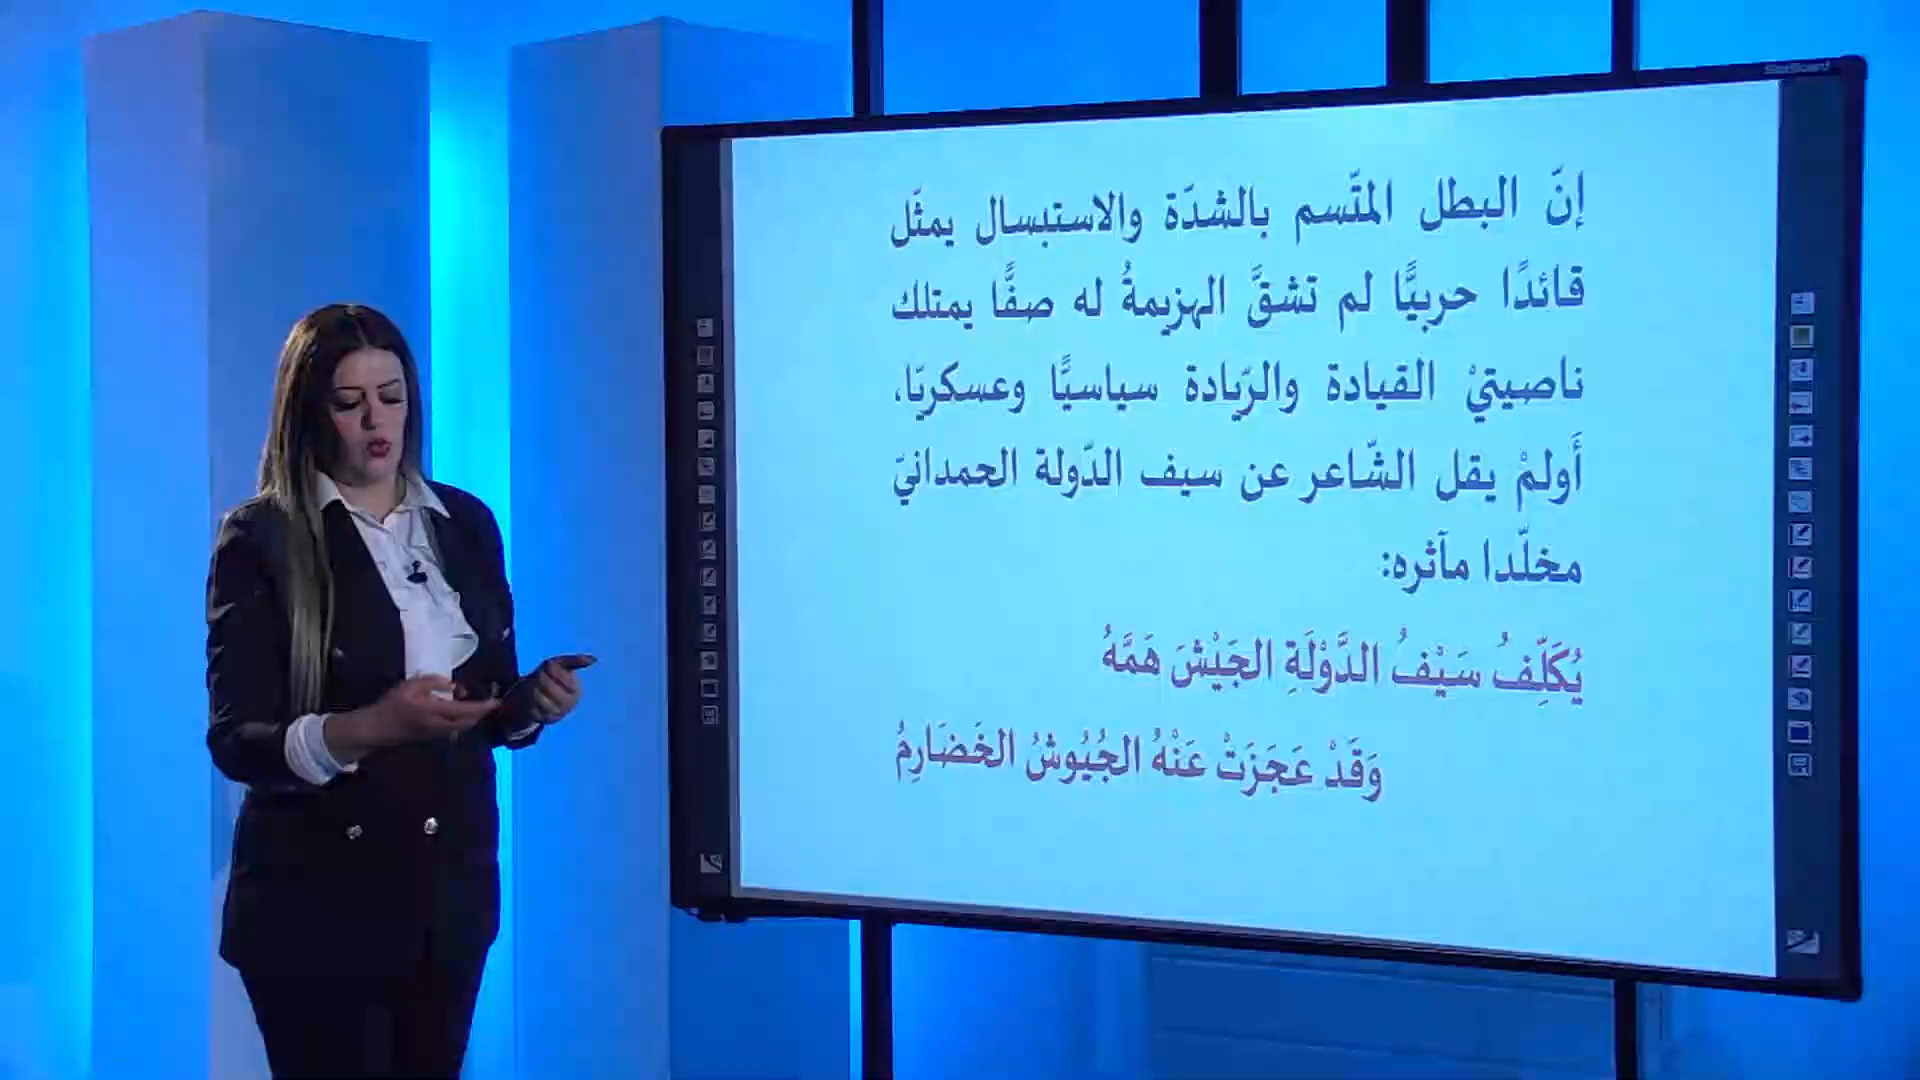 StarBoard
إنّ البطل المتّسم بالشدّة والاستبسال يمثّل
قائدًا حربيًّا لم تشقَّ الهزيمةُ له صفًّا يمتلك
ناصيتيْ القيادة والرّيادة سياسيًّا وعسكريّا،
أَولمْ يقل الشّاعر عن سيف الدّولة الحمدانيّ
مخلّدا مآثره:
يُكَلِّفُ سَيْفُ الدَّوْلَةِ الجَيْشَ هَمَّهُ
وَقَدْ عَجَزَتْ عَنْهُ الجُيُوشُ الخَضَارِمُ